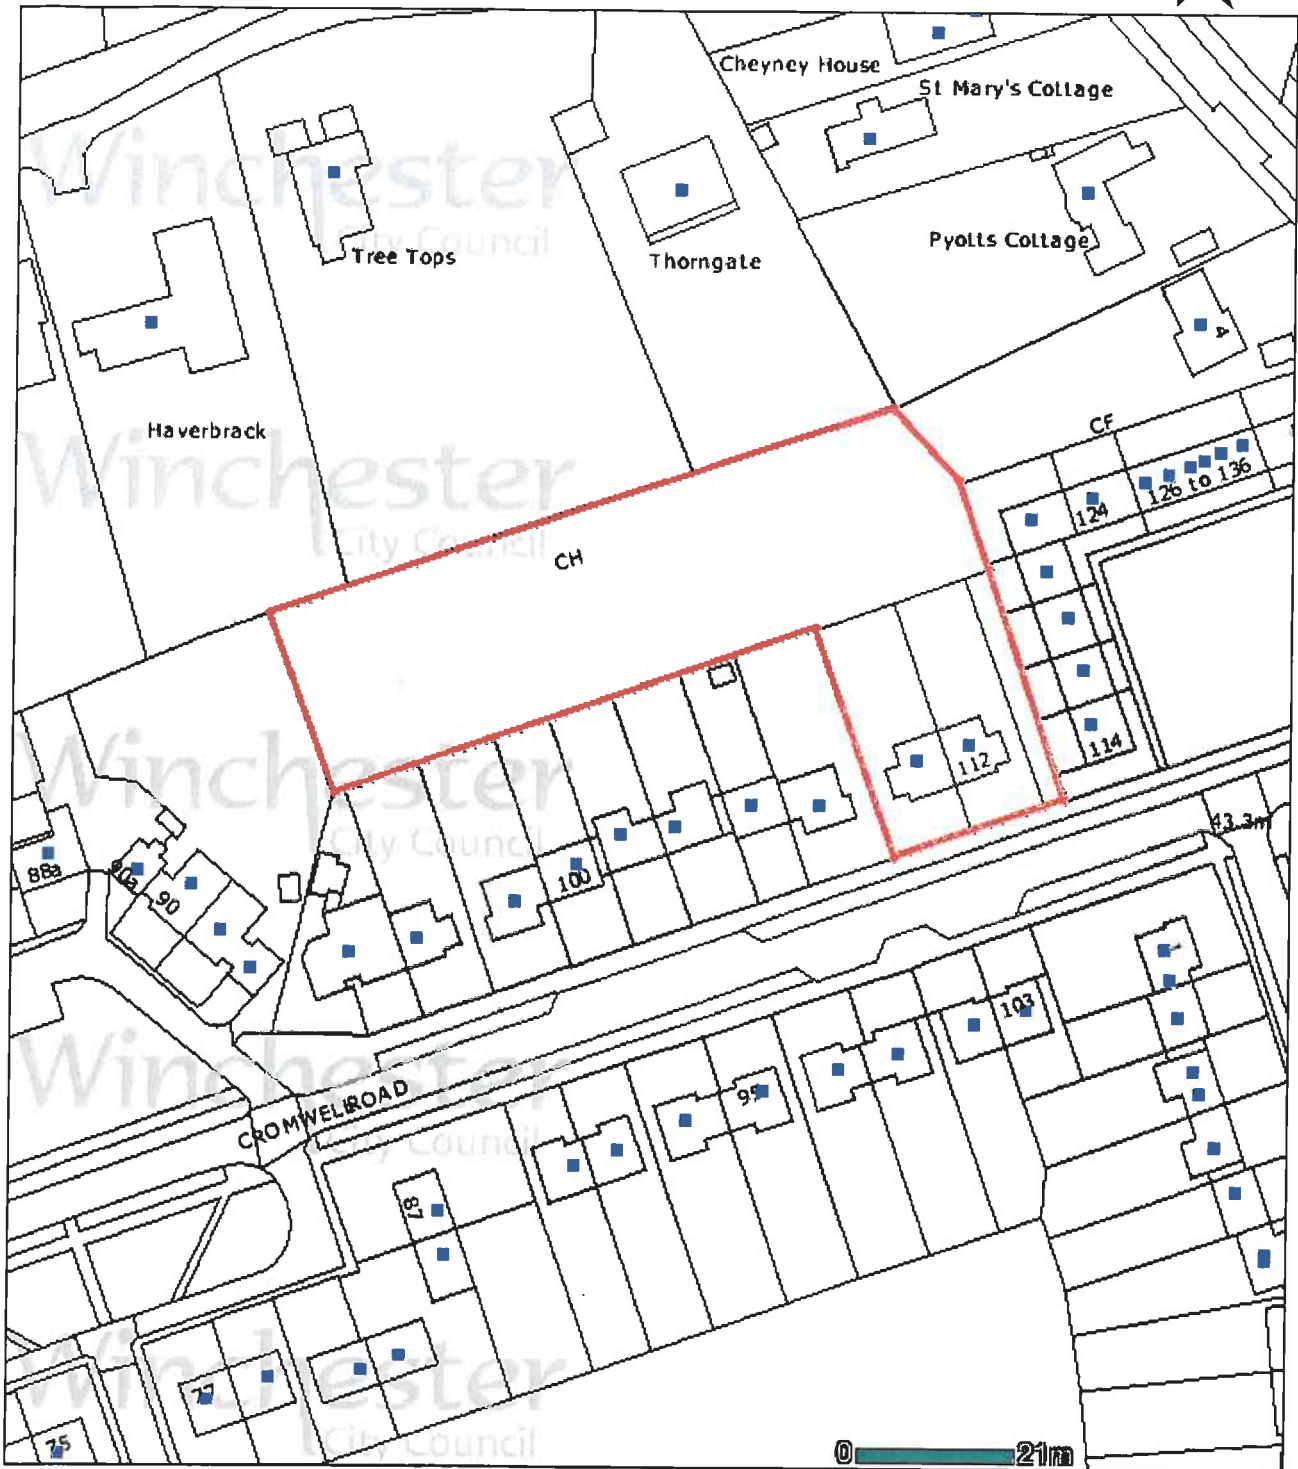 Cheyney House
St Mary's Cottage
Winchester
City Council
Tree Tops
Thorngate
Pyotts Cottage
4
Haverbrack
CF
Winchester
City Council
126 to 136
124
CH
Winchester
City Council
112
114
43.3m
88a
90a
90
100
103
Winchester
City Council
95
CROMWELL ROAD
87
Winchester
City Council
77
75
0
21m